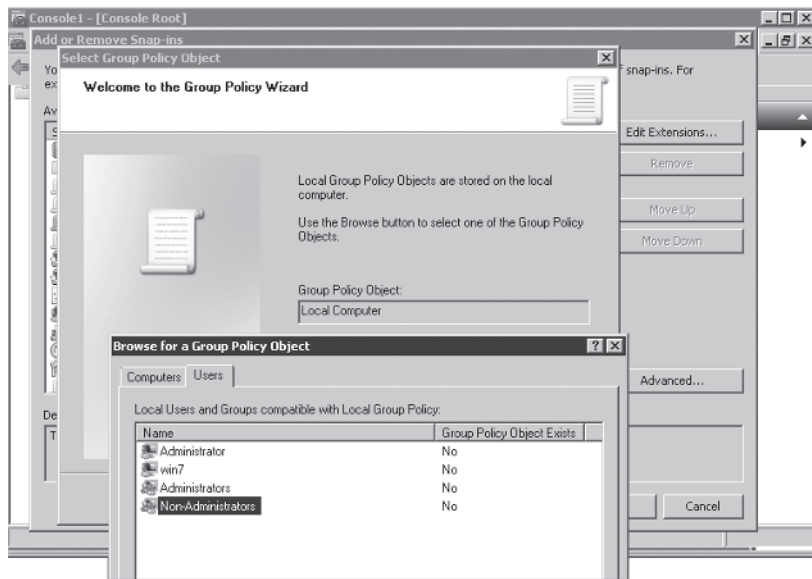 Console1 - [Console Root]
Add or Remove Snap-ins
Select Group Policy Object
Yo
snap-ins. For
ex
Welcome to the Group Policy Wizard
Av
Edit Extensions...
Remove
Local Group Policy Objects are stored on the local
computer.
Move Up
Use the Browse button to select one of the Group Policy
Objects.
Move Down
Group Policy Object:
Local Computer
Browse for a Group Policy Object
Computers Users
Advanced...
Local Users and Groups compatible with Local Group Policy:
De
Name Group Policy Object Exists
T
Administrator No
win7 No
Administrators No
Non-Administrators No
Cancel